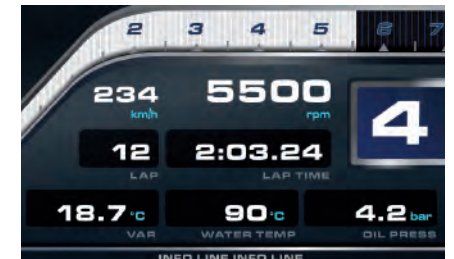 2 3 4 5 6 7
234 km/h 5500 rpm
4
12 2:03.24
LAP LAP TIME
18.7 °C 90 °C 4.2 bar
VAR WATER TEMP OIL PRESS
INFO LINE INFO LINE